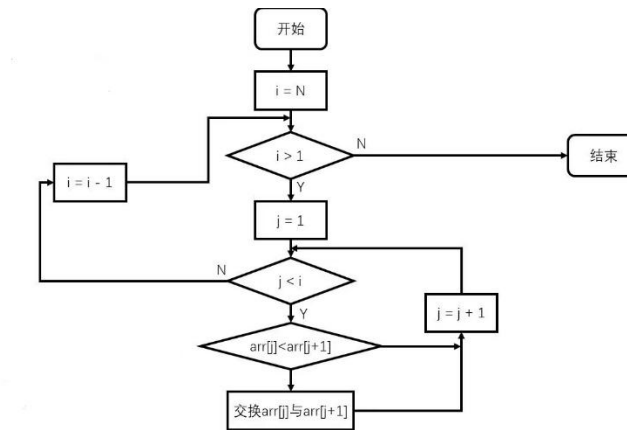 开始
i = N
N
i > 1
结束
i = i - 1
Y
j = 1
N
j < i
Y
j = j + 1
arr[j]<arr[j+1]
交换arr[j]与arr[j+1]